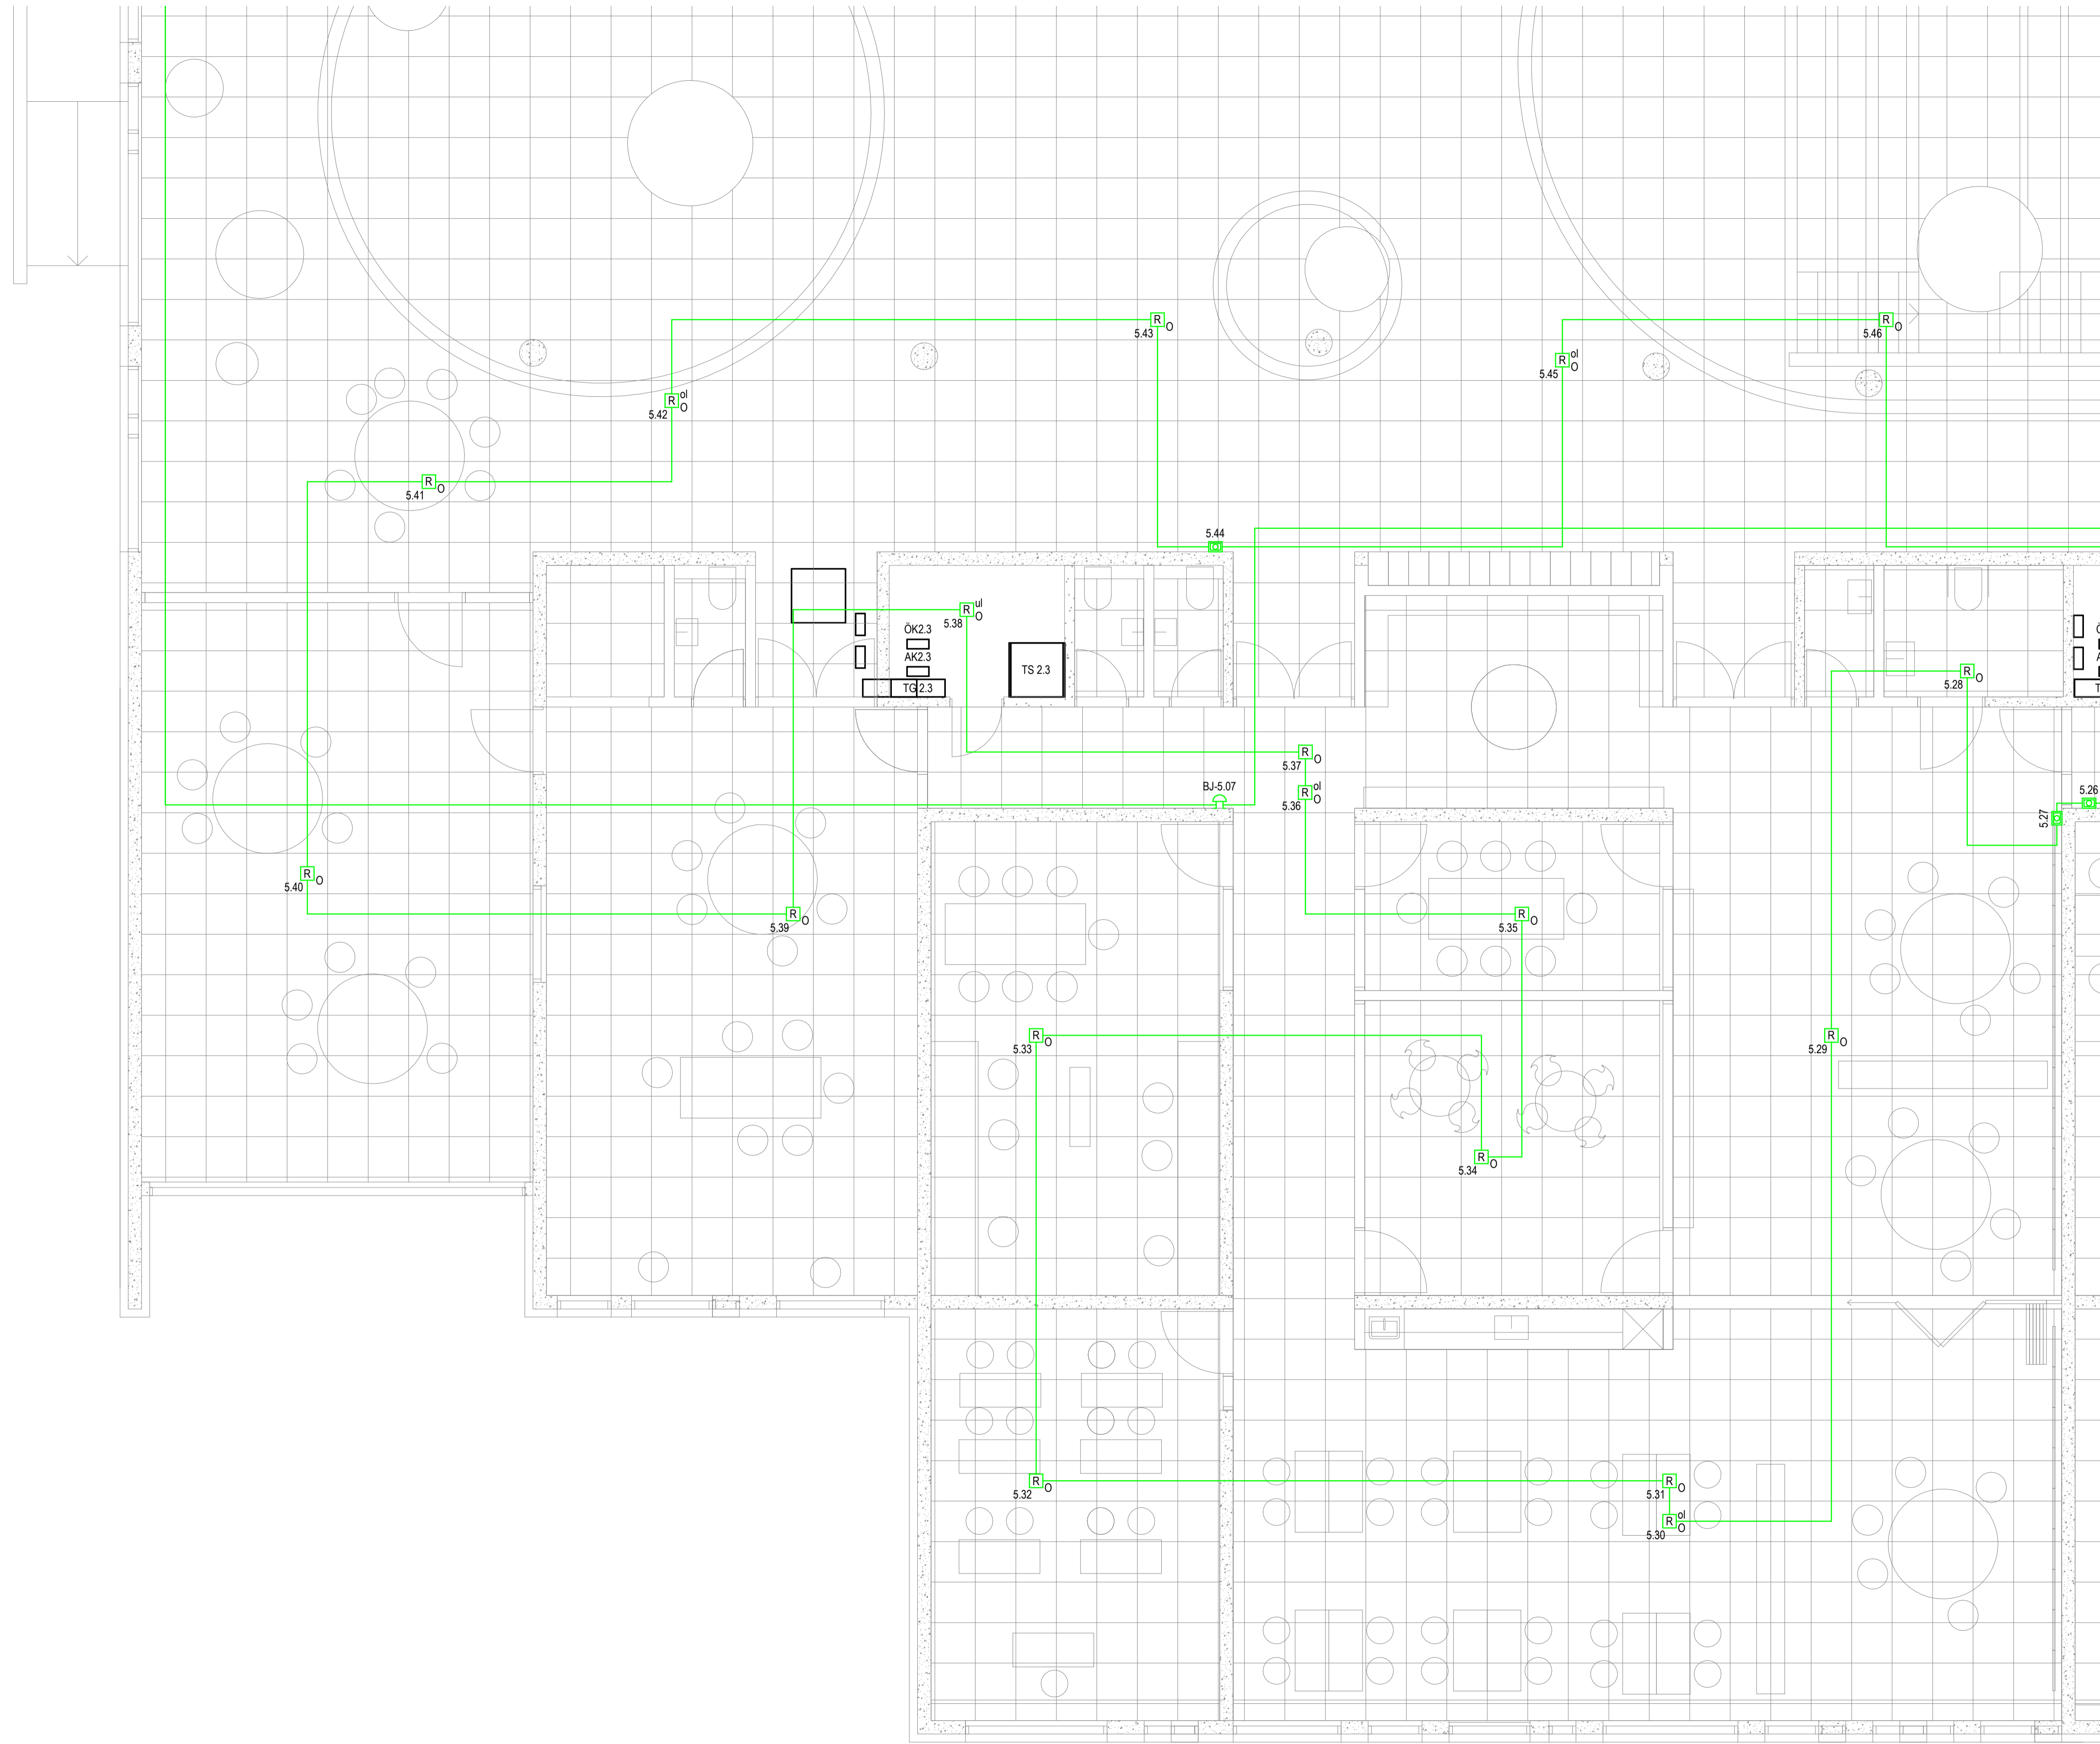 R O
5.43
R O
5.46
R ol O
5.45
R ol O
5.42
R O
5.41
5.44
R ul O
5.38
ÖK2.3
AK2.3
TG 2.3
TS 2.3
R O
5.28
R O
5.37
BJ-5.07
R ol O
5.36
5.26
5.27
R O
5.40
R O
5.39
R O
5.35
R O
5.33
R O
5.29
R O
5.34
R O
5.32
R O
5.31
R ol O
5.30